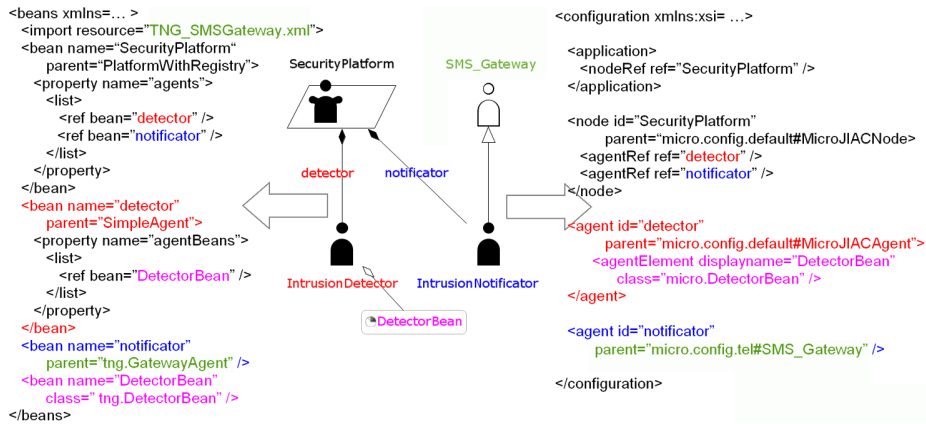 <beans xmlns=… >
<import resource=”TNG_SMSGateway.xml”>
<bean name=“SecurityPlatform“
parent=“PlatformWithRegistry”>
<property name=”agents”>
<list>
<ref bean=”detector” />
<ref bean=”notificator” />
</list>
</property>
</bean>
<bean name=”detector”
parent=”SimpleAgent”>
<property name=”agentBeans”>
<list>
<ref bean=”DetectorBean” />
</list>
</property>
</bean>
<bean name=”notificator”
parent=”tng.GatewayAgent” />
<bean name=”DetectorBean”
class=” tng.DetectorBean” />
</beans>
SecurityPlatform
SMS_Gateway
detector
notificator
IntrusionDetector
IntrusionNotificator
DetectorBean
<configuration xmlns:xsi= …>
<application>
<nodeRef ref=”SecurityPlatform” />
</application>
<node id=”SecurityPlatform”
parent=“micro.config.default#MicroJIACNode>
<agentRef ref=”detector” />
<agentRef ref=”notificator” />
</node>
<agent id=”detector”
parent=”micro.config.default#MicroJIACAgent”>
<agentElement displayname=”DetectorBean”
class=”micro.DetectorBean” />
</agent>
<agent id=”notificator”
parent=”micro.config.tel#SMS_Gateway” />
</configuration>